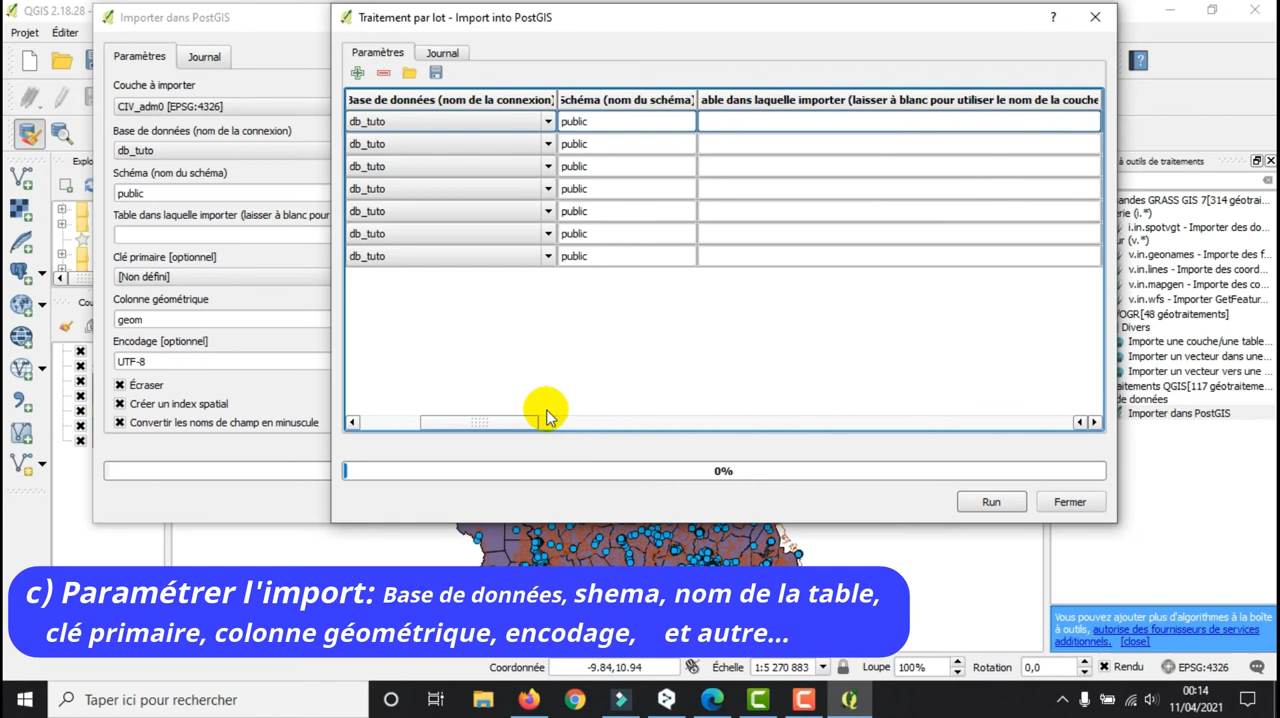 QGIS 2.18.28 -
Projet Éditer
Importer dans PostGIS
Paramètres Journal
Couche à importer
CIV_adm0 [EPSG:4326]
Base de données (nom de la connexion)
db_tuto
Schéma (nom du schéma)
public
Table dans laquelle importer (laisser à blanc pour
Clé primaire [optionnel]
[Non défini]
Colonne géométrique
geom
Encodage [optionnel]
UTF-8
Écraser
Créer un index spatial
Convertir les noms de champ en minuscule
Explo
Cou
Traitement par lot - Import into PostGIS
?
Paramètres Journal
Base de données (nom de la connexion) Schéma (nom du schéma) able dans laquelle importer (laisser à blanc pour utiliser le nom de la couche
db_tuto public
db_tuto public
db_tuto public
db_tuto public
db_tuto public
db_tuto public
db_tuto public
0%
Run Fermer
à outils de traitements
mandes GRASS GIS 7 [314 géotrai...
rie (i.*)
i.in.spotvgt - Importer des do...
ur (v.*)
v.in.geonames - Importe des f...
v.in.lines - Importe des coord...
v.in.mapgen - Importer des d...
v.in.wfs - Importer GetFeatur...
/OGR [48 géotraitements]
Divers
Importe une couche/une table...
Importer un vecteur dans une...
Importer un vecteur vers une ...
aitements QGIS [117 géotraiteme...
de données
Importer dans PostGIS
c) Paramétrer l'import: Base de données, shema, nom de la table,
clé primaire, colonne géométrique, encodage, et autre...
Vous pouvez ajouter plus d'algorithmes à la boîte
à outils, autorise des fournisseurs de services
additionnels. [close]
Coordonnée -9.84,10.94 Échelle 1:5 270 883 Loupe 100% Rotation 0,0 Rendu EPSG:4326
Taper ici pour rechercher
00:14
11/04/2021